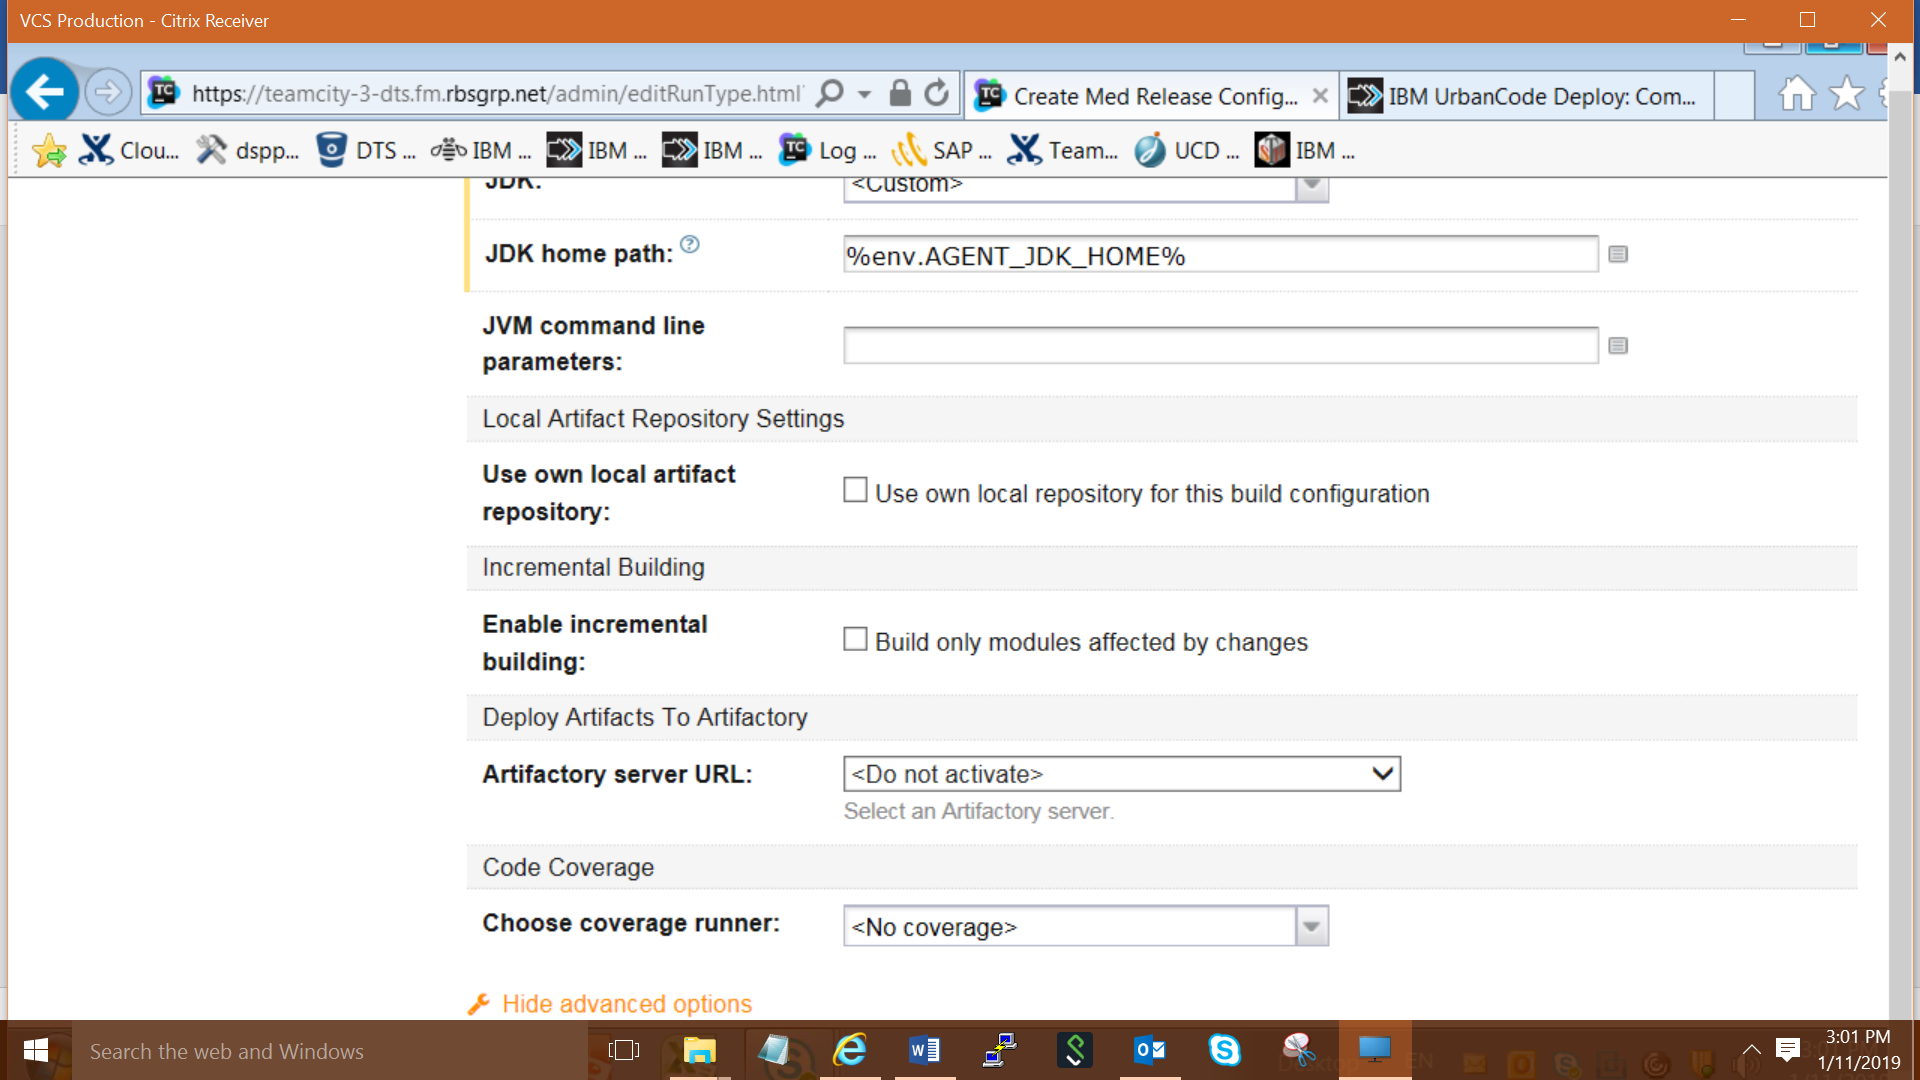 VCS Production - Citrix Receiver
https://teamcity-3-dts.fm.rbsgrp.net/admin/editRunType.html
Create Med Release Config...
IBM UrbanCode Deploy: Com...
Clou...
dspp...
DTS ...
IBM ...
IBM ...
IBM ...
Log ...
SAP ...
Team...
UCD ...
IBM ...
JDK:
<Custom>
JDK home path:
%env.AGENT_JDK_HOME%
JVM command line
parameters:
Local Artifact Repository Settings
Use own local artifact
repository:
Use own local repository for this build configuration
Incremental Building
Enable incremental
building:
Build only modules affected by changes
Deploy Artifacts To Artifactory
Artifactory server URL:
<Do not activate>
Select an Artifactory server.
Code Coverage
Choose coverage runner:
<No coverage>
Hide advanced options
Search the web and Windows
3:01 PM
1/11/2019